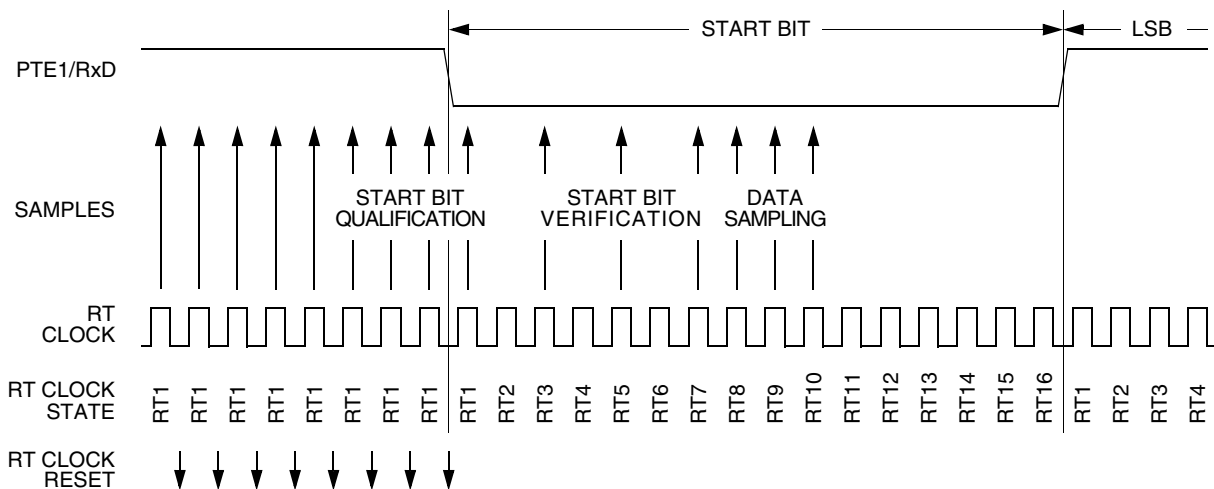 START BIT
LSB
PTE1/RxD
SAMPLES
START BIT
QUALIFICATION
START BIT
VERIFICATION
DATA
SAMPLING
RT
CLOCK
RT CLOCK
STATE
RT1 RT1 RT1 RT1 RT1 RT1 RT1 RT1 RT1 RT2 RT3 RT4 RT5 RT6 RT7 RT8 RT9 RT10 RT11 RT12 RT13 RT14 RT15 RT16 RT1 RT2 RT3 RT4
RT CLOCK
RESET